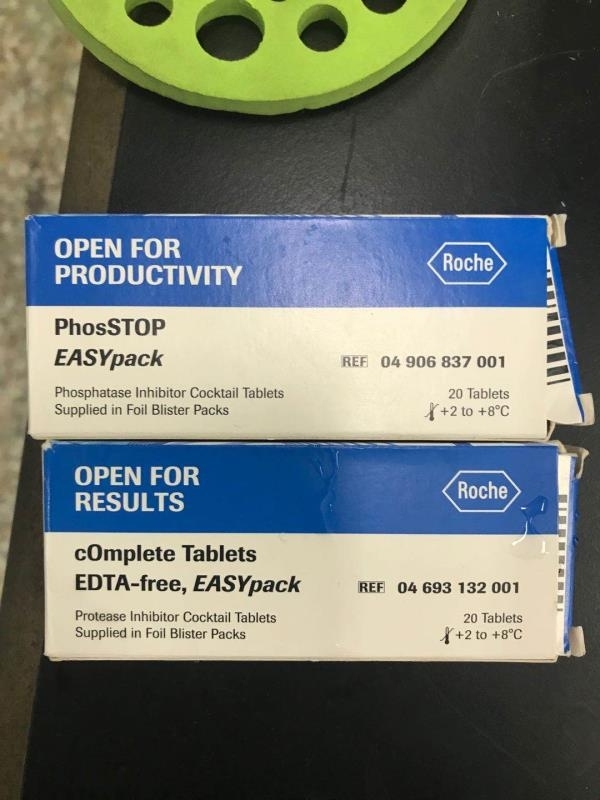 OPEN FOR
PRODUCTIVITY
Roche
PhosSTOP
EASYpack
REF 04 906 837 001
Phosphatase Inhibitor Cocktail Tablets
20 Tablets
Supplied in Foil Blister Packs
+2 to +8°C
OPEN FOR
RESULTS
Roche
cOmplete Tablets
EDTA-free, EASYpack
REF 04 693 132 001
Protease Inhibitor Cocktail Tablets
20 Tablets
Supplied in Foil Blister Packs
+2 to +8°C